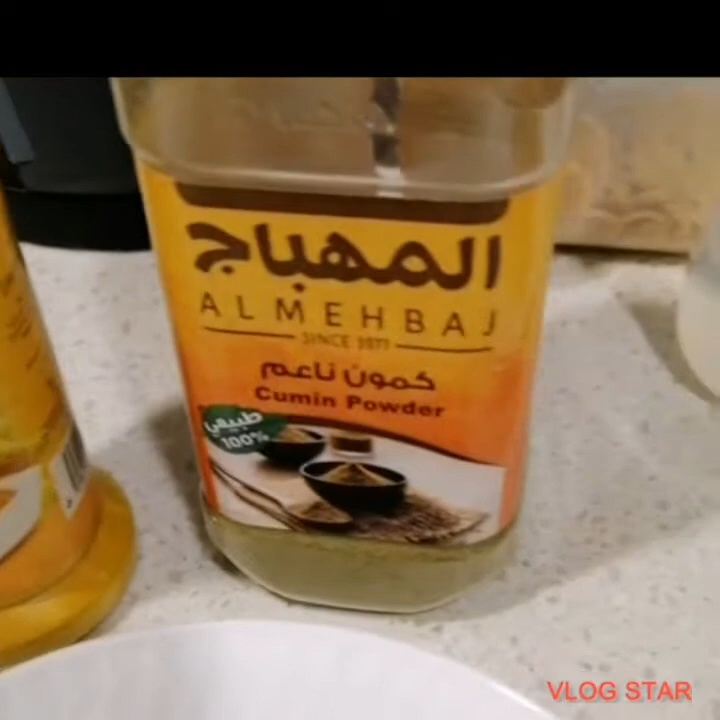 المهباج
ALMEHBAJ
SINCE 1977
كمون ناعم
Cumin Powder
طبيعي
100%
VLOG STAR